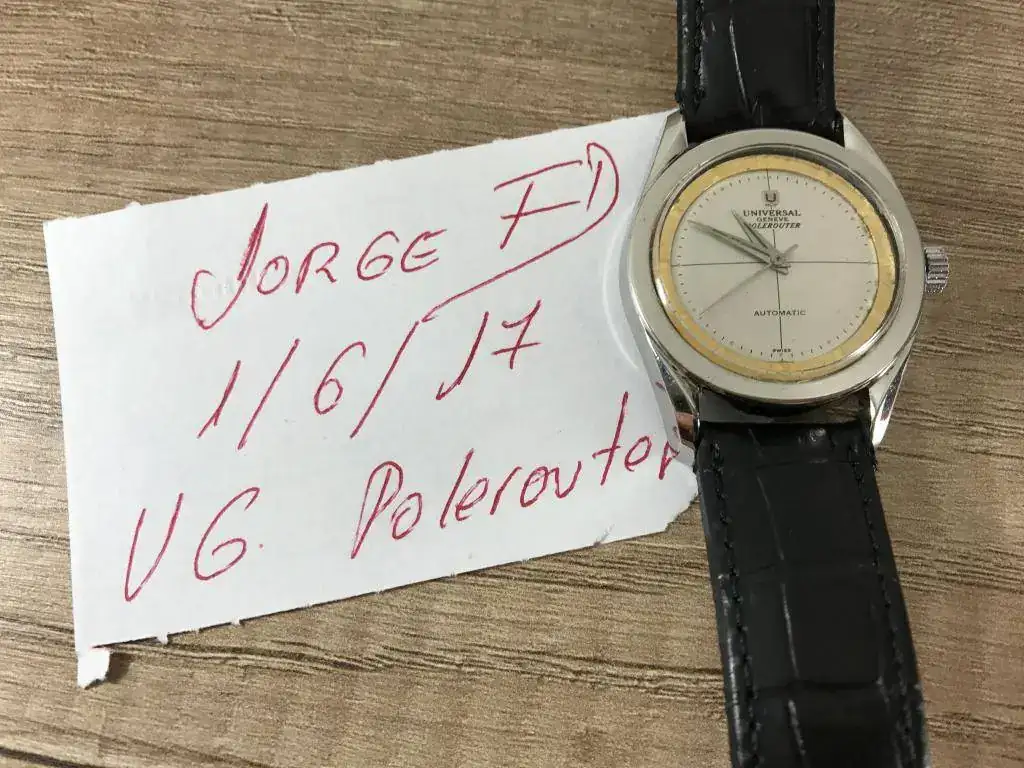 JORGE FD
1/6/17
UG. Polerouter
U
UNIVERSAL
GENEVE
POLEROUTER
AUTOMATIC
SWISS